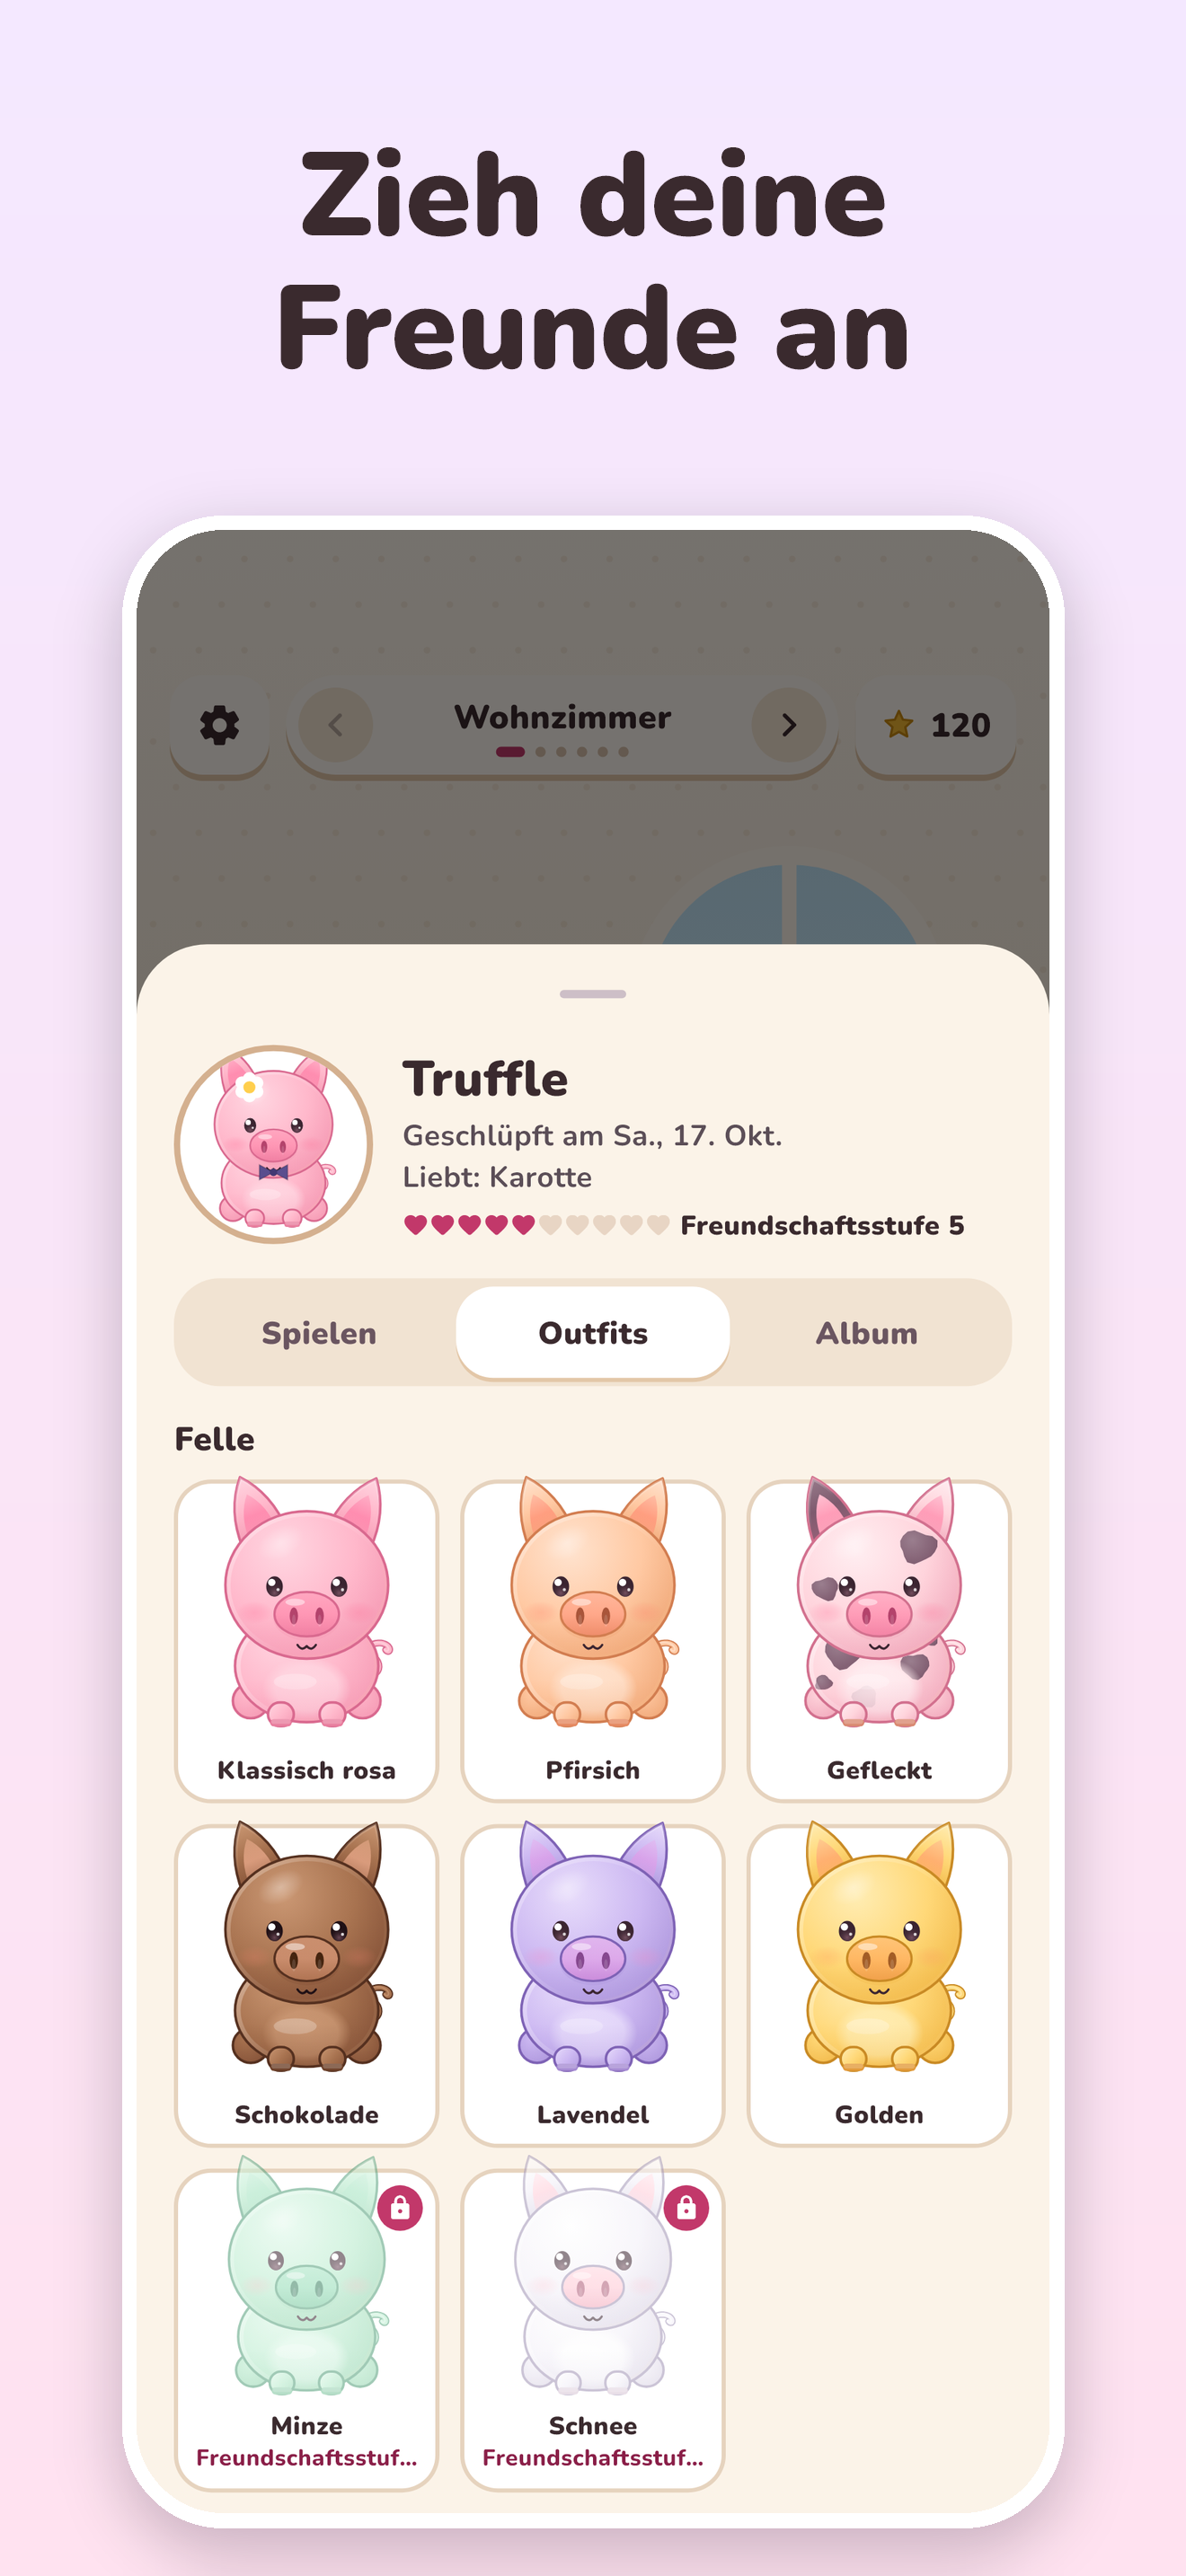 Zieh deine
Freunde an
Wohnzimmer
120
Truffle
Geschlüpft am Sa., 17. Okt.
Liebt: Karotte
Freundschaftsstufe 5
Spielen
Outfits
Album
Felle
Klassisch rosa
Pfirsich
Gefleckt
Schokolade
Lavendel
Golden
Minze
Freundschaftsstuf...
Schnee
Freundschaftsstuf...